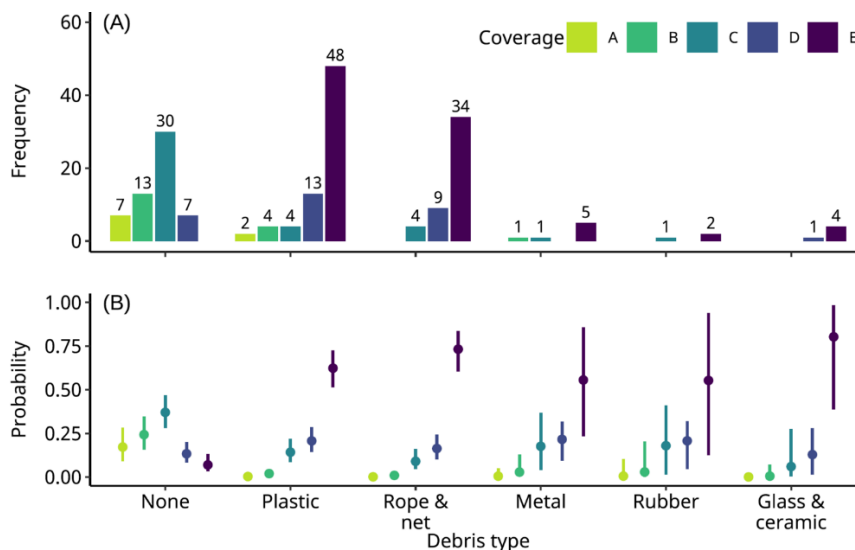 (A)
Coverage A B C D E
60
40
20
0
Frequency
7 13 30 7
2 4 4 13 48
4 9 34
1 1 5
1 2
1 4
(B)
1.00
0.75
0.50
0.25
0.00
Probability
None Plastic Rope & net Metal Rubber Glass & ceramic
Debris type